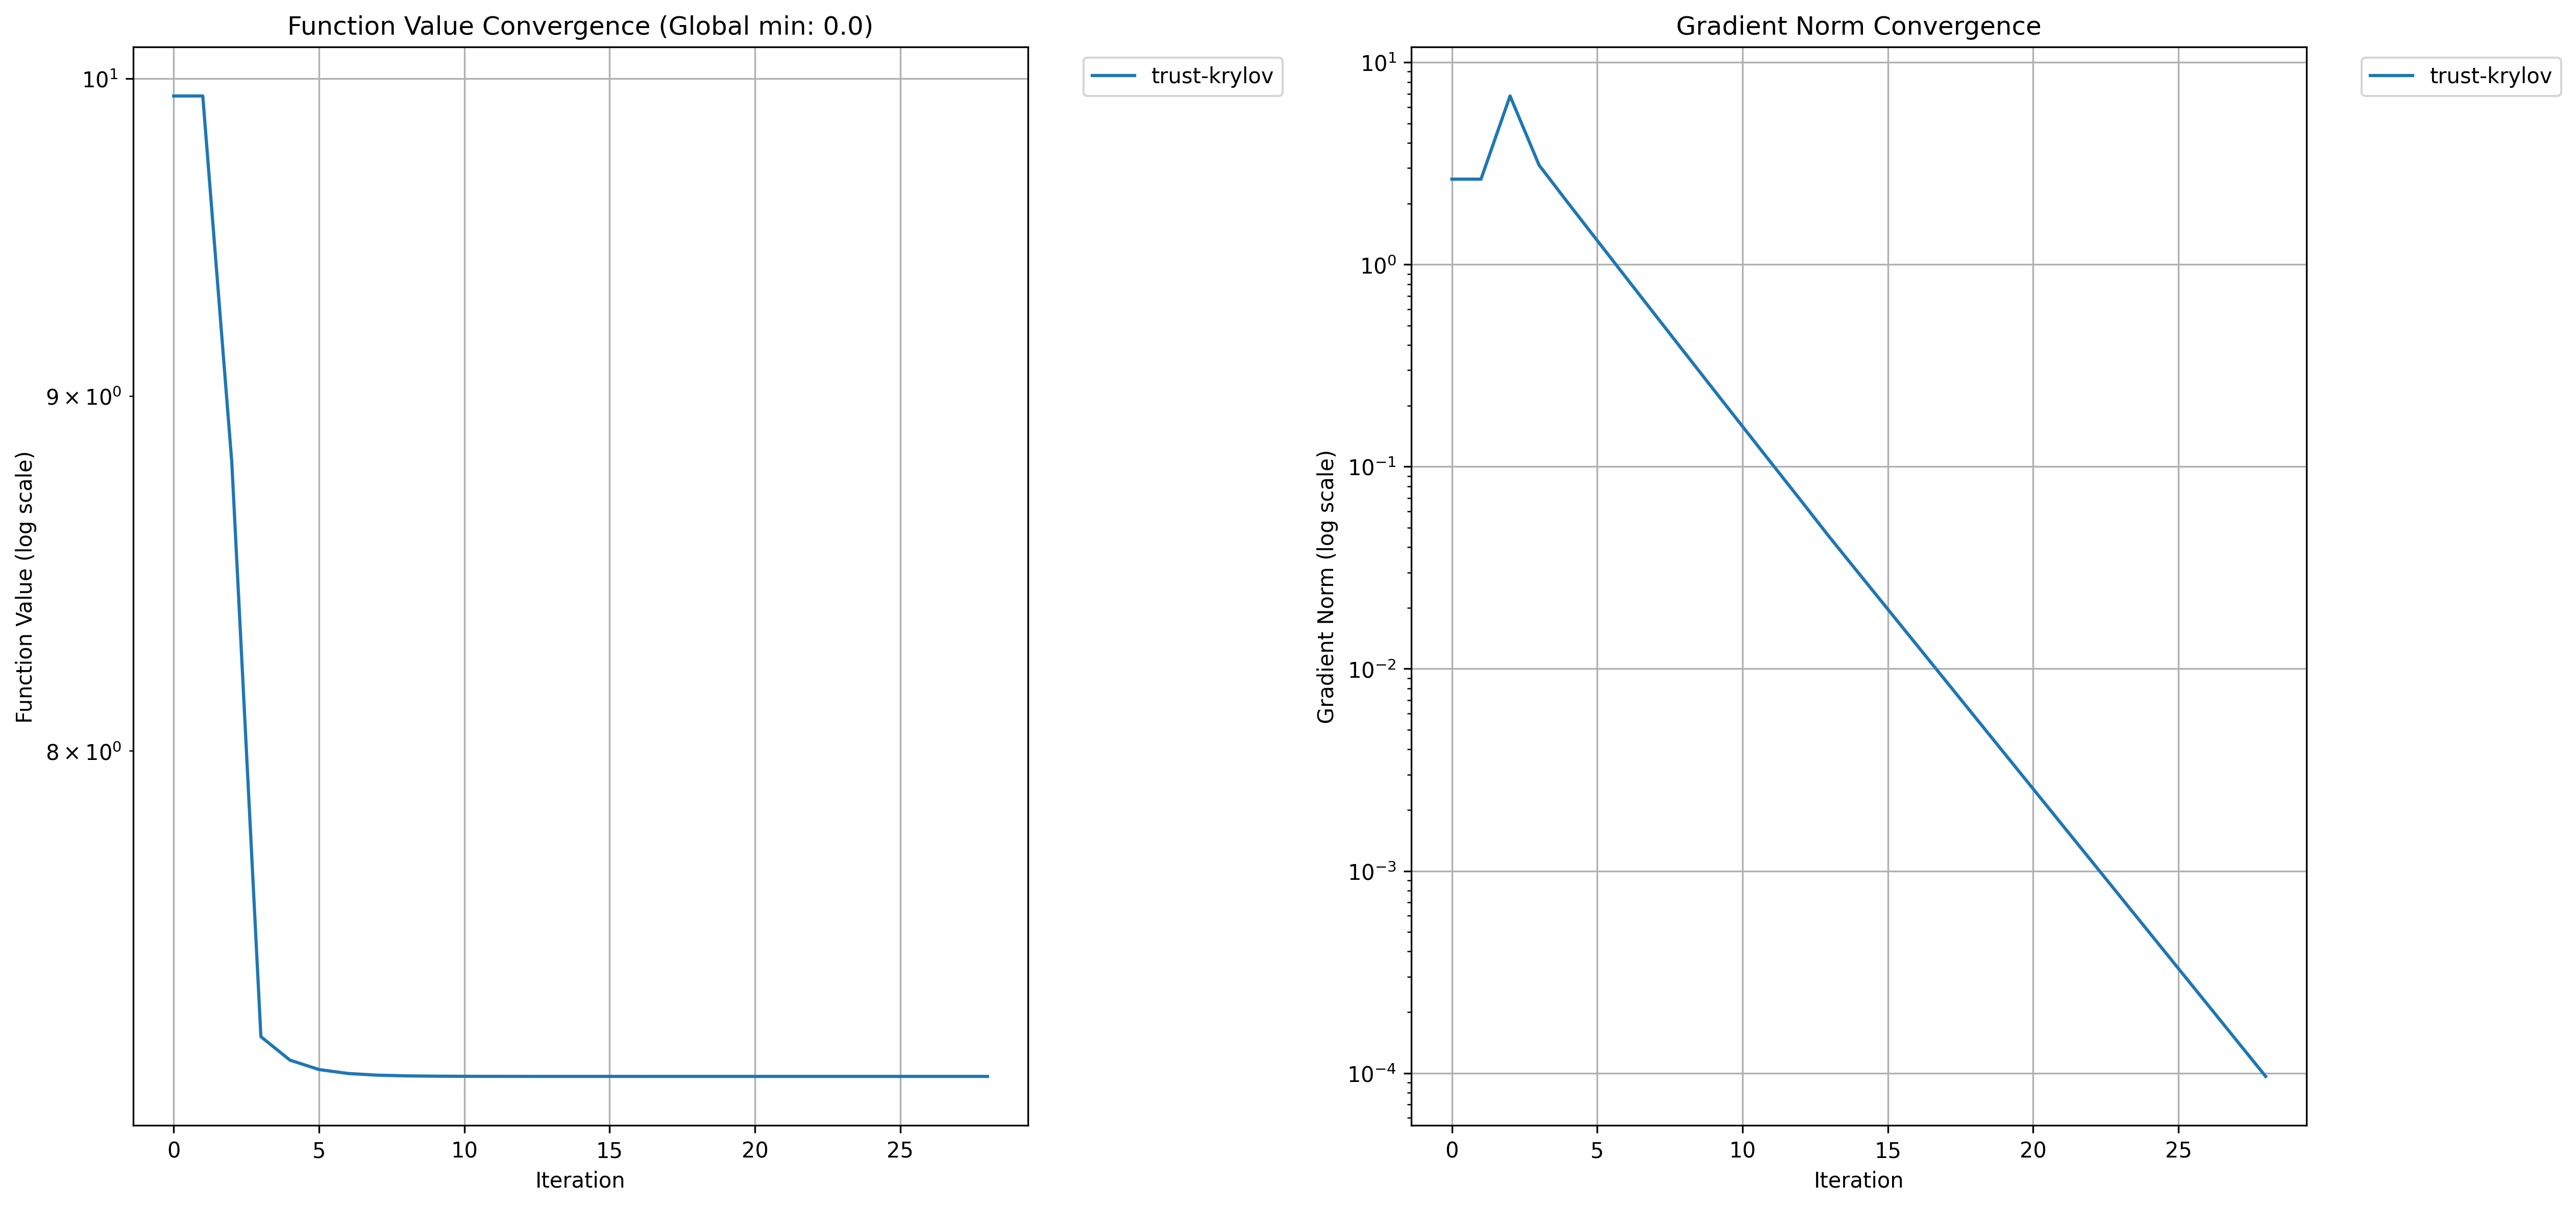 Function Value Convergence (Global min: 0.0)
10¹
9 × 10⁰
8 × 10⁰
Function Value (log scale)
0 5 10 15 20 25
Iteration
trust-krylov
Gradient Norm Convergence
10¹
10⁰
10⁻¹
10⁻²
10⁻³
10⁻⁴
Gradient Norm (log scale)
0 5 10 15 20 25
Iteration
trust-krylov